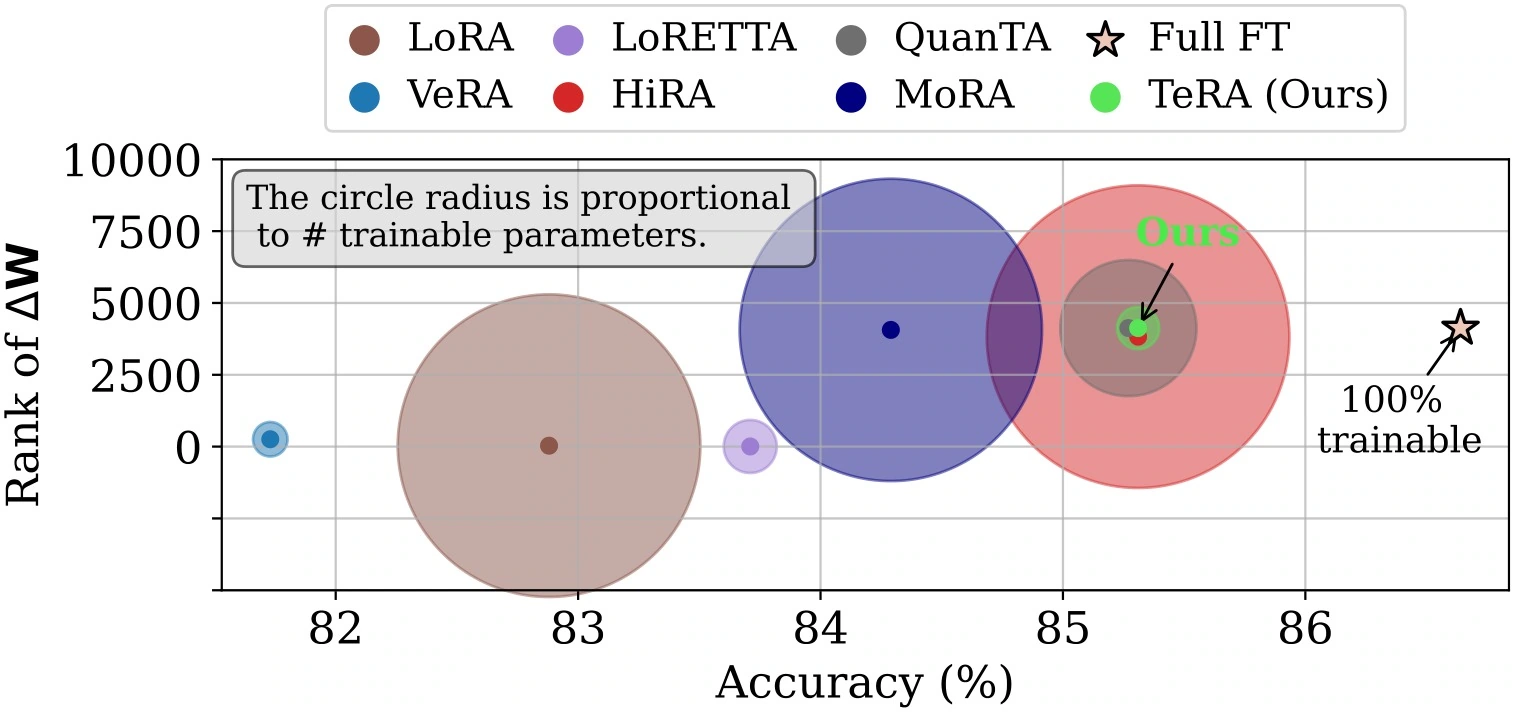 LoRA LoRETTA QuanTA Full FT
VeRA HiRA MoRA TeRA (Ours)
10000
The circle radius is proportional
to # trainable parameters.
7500
Ours
5000
2500
100%
trainable
0
Rank of ΔW
82 83 84 85 86
Accuracy (%)